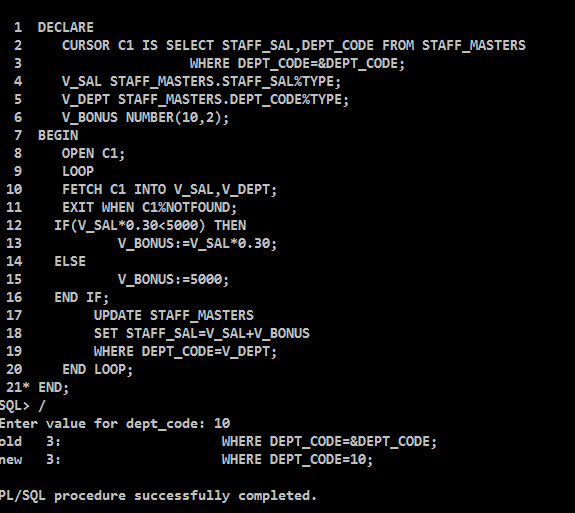 1  DECLARE
2     CURSOR C1 IS SELECT STAFF_SAL,DEPT_CODE FROM STAFF_MASTERS
3                     WHERE DEPT_CODE=&DEPT_CODE;
4     V_SAL STAFF_MASTERS.STAFF_SAL%TYPE;
5     V_DEPT STAFF_MASTERS.DEPT_CODE%TYPE;
6     V_BONUS NUMBER(10,2);
7  BEGIN
8     OPEN C1;
9     LOOP
10     FETCH C1 INTO V_SAL,V_DEPT;
11     EXIT WHEN C1%NOTFOUND;
12    IF(V_SAL*0.30<5000) THEN
13            V_BONUS:=V_SAL*0.30;
14    ELSE
15            V_BONUS:=5000;
16    END IF;
17         UPDATE STAFF_MASTERS
18         SET STAFF_SAL=V_SAL+V_BONUS
19         WHERE DEPT_CODE=V_DEPT;
20     END LOOP;
21* END;
SQL> /
Enter value for dept_code: 10
old   3:                    WHERE DEPT_CODE=&DEPT_CODE;
new   3:                    WHERE DEPT_CODE=10;
PL/SQL procedure successfully completed.